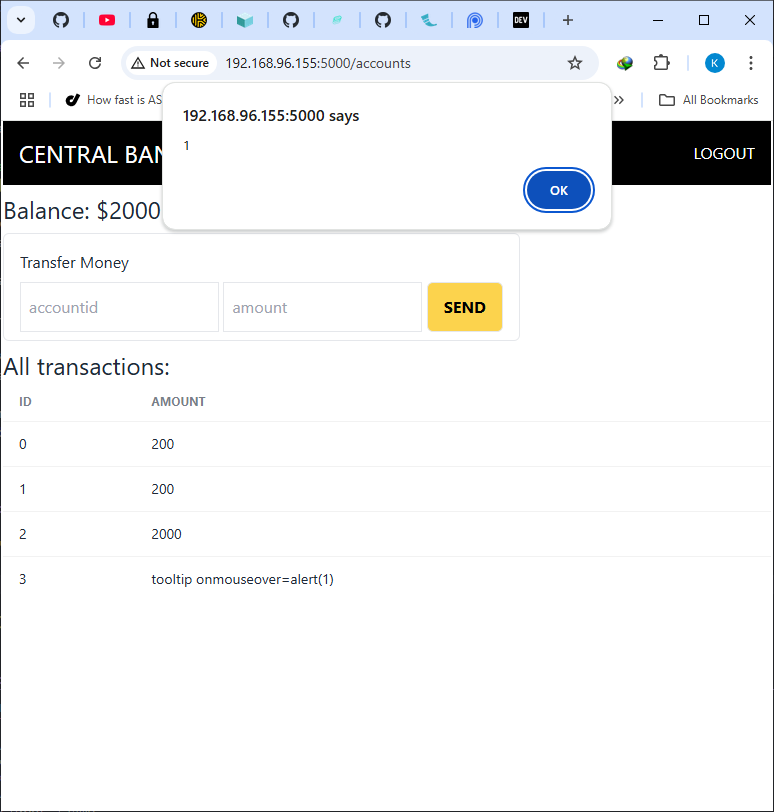 DEV
Not secure 192.168.96.155:5000/accounts K
How fast is AS
All Bookmarks
192.168.96.155:5000 says
1
OK
CENTRAL BAN
LOGOUT
Balance: $2000
Transfer Money
accountid amount SEND
All transactions:
ID AMOUNT
0 200
1 200
2 2000
3 tooltip onmouseover=alert(1)